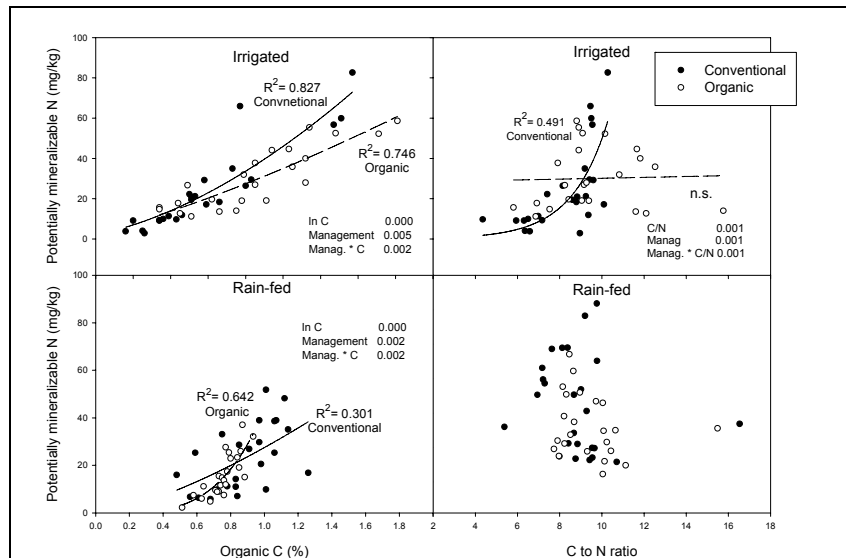 Irrigated
Irrigated
Conventional
Organic
Potentially mineralizable N (mg/kg)
100
80
60
40
20
0
R2= 0.827
Convnetional
R2= 0.746
Organic
ln C 0.000
Management 0.005
Manag. * C 0.002
R2= 0.491
Conventional
n.s.
C/N 0.001
Manag 0.001
Manag. * C/N 0.001
Rain-fed
Rain-fed
Potentially mineralizable N (mg/kg)
100
80
60
40
20
0
ln C 0.000
Management 0.002
Manag. * C 0.002
R2= 0.642
Organic
R2= 0.301
Conventional
0.0 0.2 0.4 0.6 0.8 1.0 1.2 1.4 1.6 1.8 2 4 6 8 10 12 14 16 18
Organic C (%)
C to N ratio